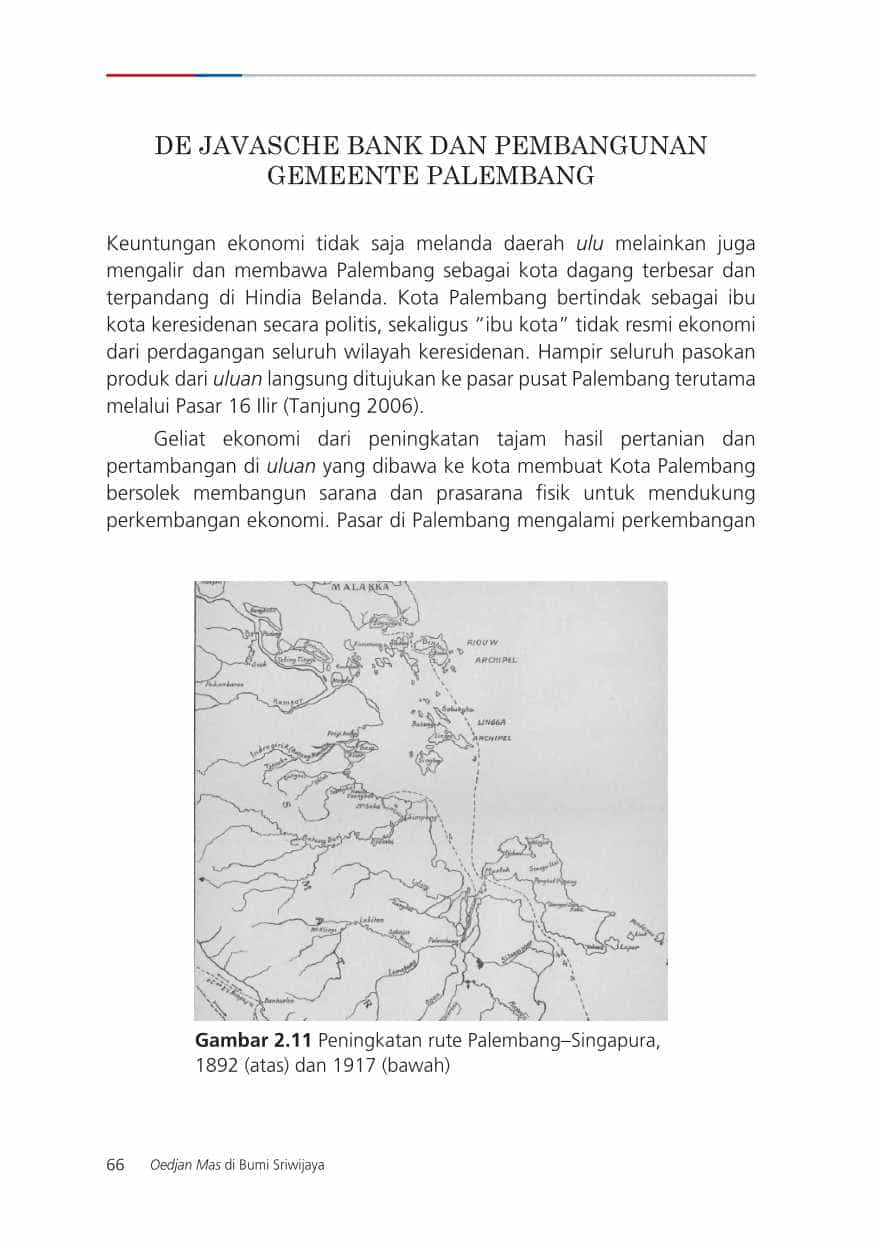 DE JAVASCHE BANK DAN PEMBANGUNAN
GEMEENTE PALEMBANG
Keuntungan ekonomi tidak saja melanda daerah ulu melainkan juga
mengalir dan membawa Palembang sebagai kota dagang terbesar dan
terpandang di Hindia Belanda. Kota Palembang bertindak sebagai ibu
kota keresidenan secara politis, sekaligus “ibu kota” tidak resmi ekonomi
dari perdagangan seluruh wilayah keresidenan. Hampir seluruh pasokan
produk dari uluan langsung ditujukan ke pasar pusat Palembang terutama
melalui Pasar 16 Ilir (Tanjung 2006).
Geliat ekonomi dari peningkatan tajam hasil pertanian dan
pertambangan di uluan yang dibawa ke kota membuat Kota Palembang
bersolek membangun sarana dan prasarana fisik untuk mendukung
perkembangan ekonomi. Pasar di Palembang mengalami perkembangan
MALAKKA
RIOUW
ARCHIPEL
Tebing Tinggi
Kampar
LINGGA
ARCHIPEL
Muntok
Lekitan
Palembang
Benkoelen
Gambar 2.11 Peningkatan rute Palembang–Singapura,
1892 (atas) dan 1917 (bawah)
66 Oedjan Mas di Bumi Sriwijaya